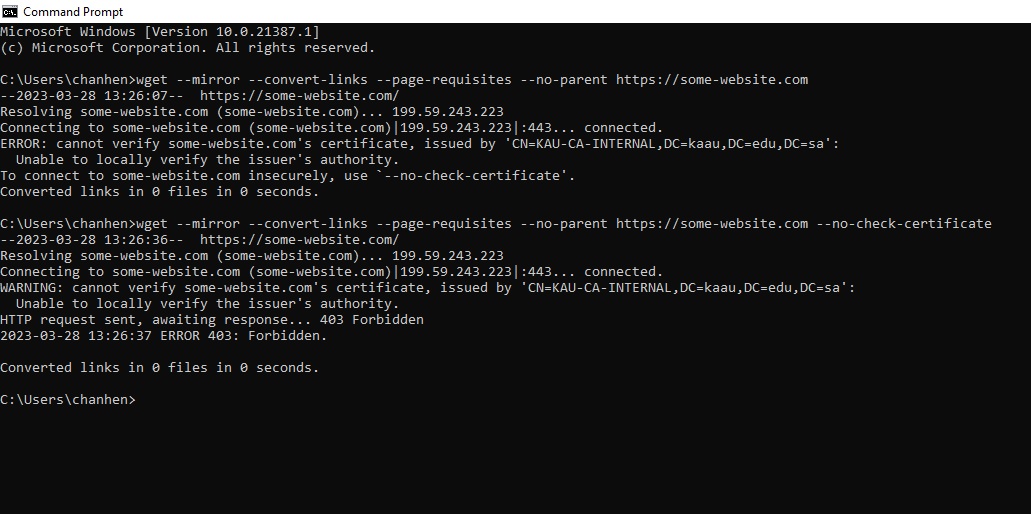 Command Prompt
Microsoft Windows [Version 10.0.21387.1]
(c) Microsoft Corporation. All rights reserved.
C:\Users\chanhen>wget --mirror --convert-links --page-requisites --no-parent https://some-website.com
--2023-03-28 13:26:07--  https://some-website.com/
Resolving some-website.com (some-website.com)... 199.59.243.223
Connecting to some-website.com (some-website.com)|199.59.243.223|:443... connected.
ERROR: cannot verify some-website.com's certificate, issued by 'CN=KAU-CA-INTERNAL,DC=kaau,DC=edu,DC=sa':
  Unable to locally verify the issuer's authority.
To connect to some-website.com insecurely, use `--no-check-certificate'.
Converted links in 0 files in 0 seconds.
C:\Users\chanhen>wget --mirror --convert-links --page-requisites --no-parent https://some-website.com --no-check-certificate
--2023-03-28 13:26:36--  https://some-website.com/
Resolving some-website.com (some-website.com)... 199.59.243.223
Connecting to some-website.com (some-website.com)|199.59.243.223|:443... connected.
WARNING: cannot verify some-website.com's certificate, issued by 'CN=KAU-CA-INTERNAL,DC=kaau,DC=edu,DC=sa':
  Unable to locally verify the issuer's authority.
HTTP request sent, awaiting response... 403 Forbidden
2023-03-28 13:26:37 ERROR 403: Forbidden.
Converted links in 0 files in 0 seconds.
C:\Users\chanhen>